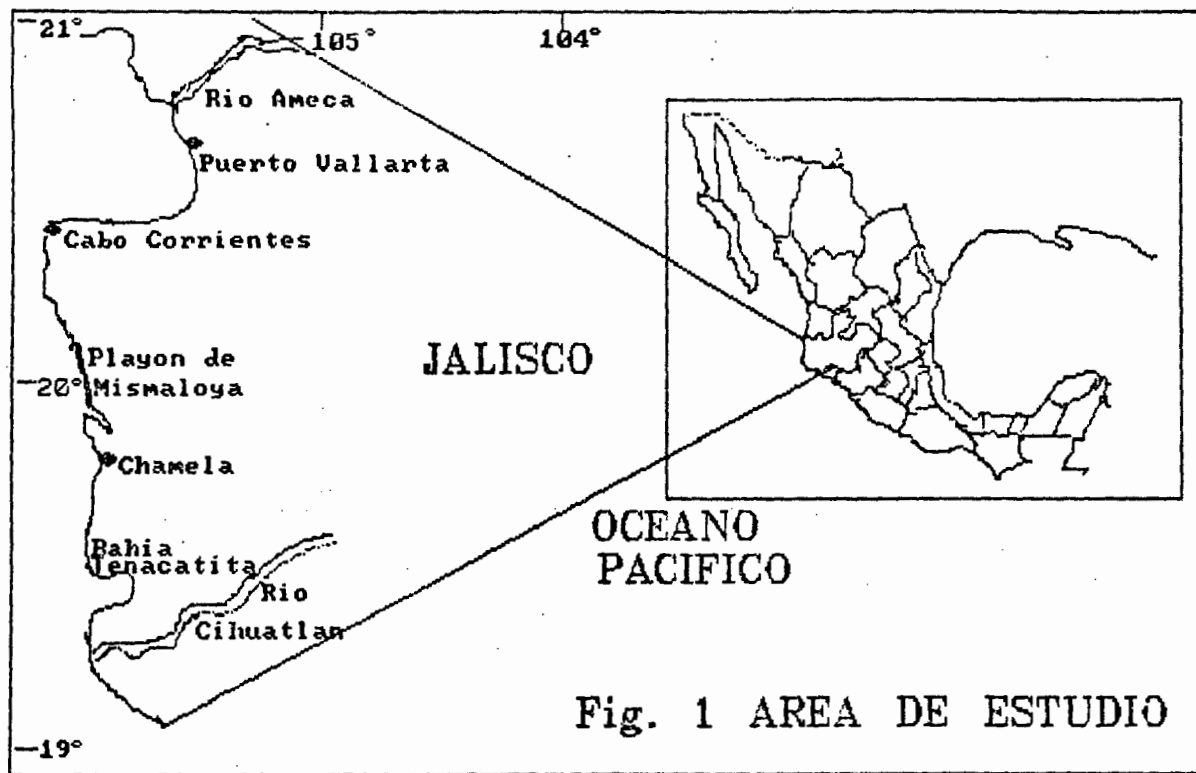 21°
105°
104°
Rio Ameca
Puerto Vallarta
Cabo Corrientes
Playon de
20°
Mismaloya
JALISCO
Chamela
OCEANO
PACIFICO
Bahia
Tenacatita
Rio
Cihuatlan
Fig. 1 AREA DE ESTUDIO
19°